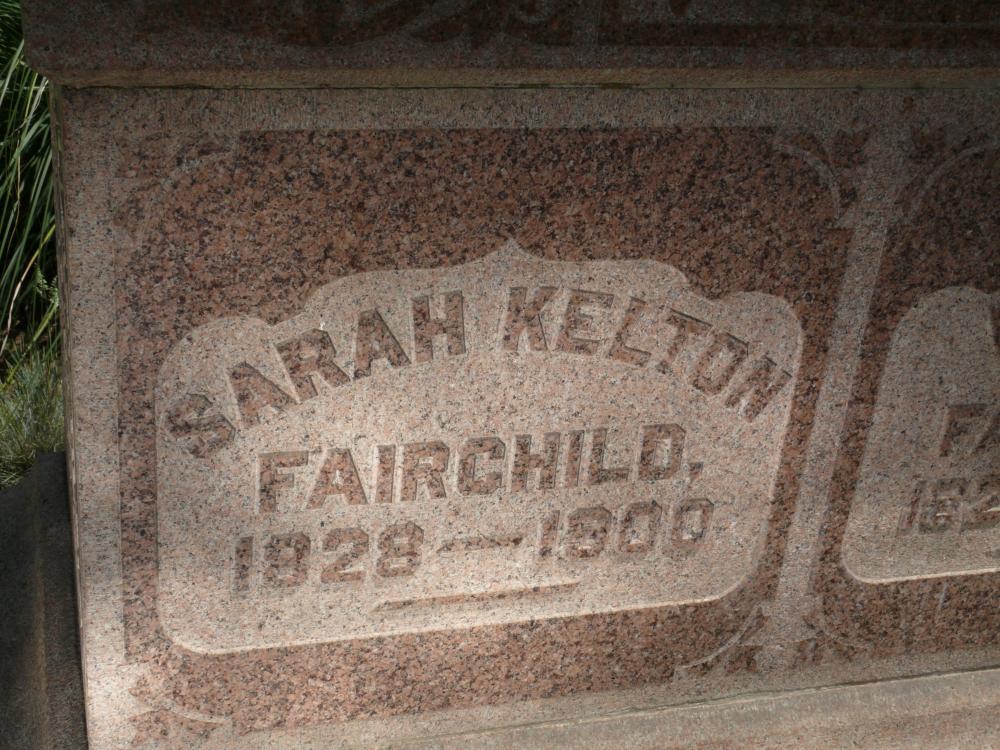 SARAH KELTON
FAIRCHILD,
1828 — 1900